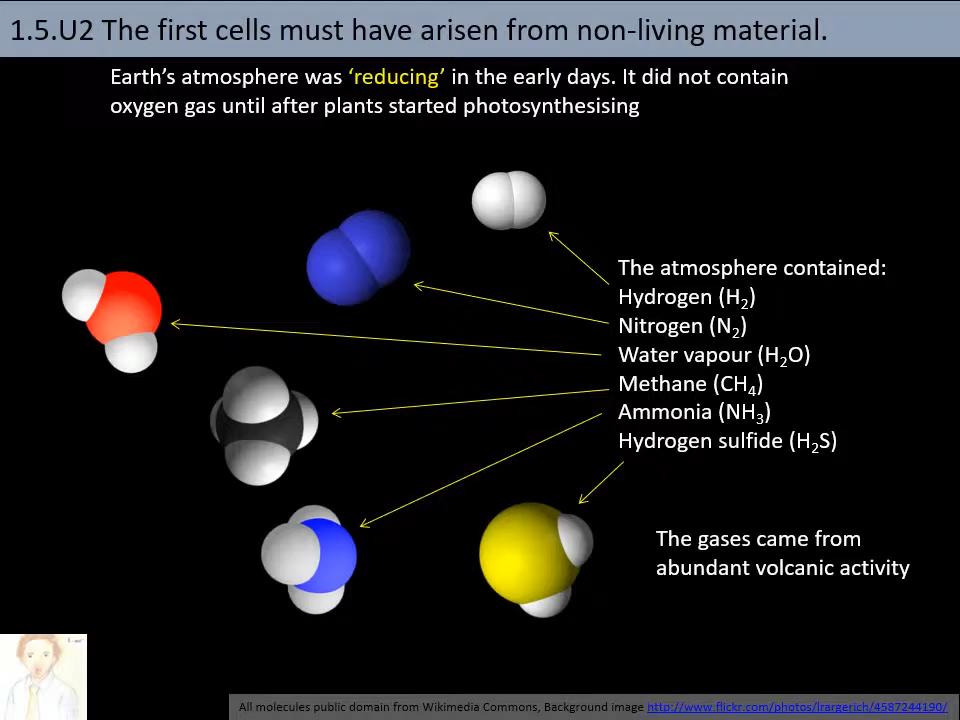 1.5.U2 The first cells must have arisen from non-living material.
Earth's atmosphere was 'reducing' in the early days. It did not contain
oxygen gas until after plants started photosynthesising
The atmosphere contained:
Hydrogen (H₂)
Nitrogen (N₂)
Water vapour (H₂O)
Methane (CH₄)
Ammonia (NH₃)
Hydrogen sulfide (H₂S)
The gases came from
abundant volcanic activity
All molecules public domain from Wikimedia Commons, Background image http://www.flickr.com/photos/lrargerich/4587244190/